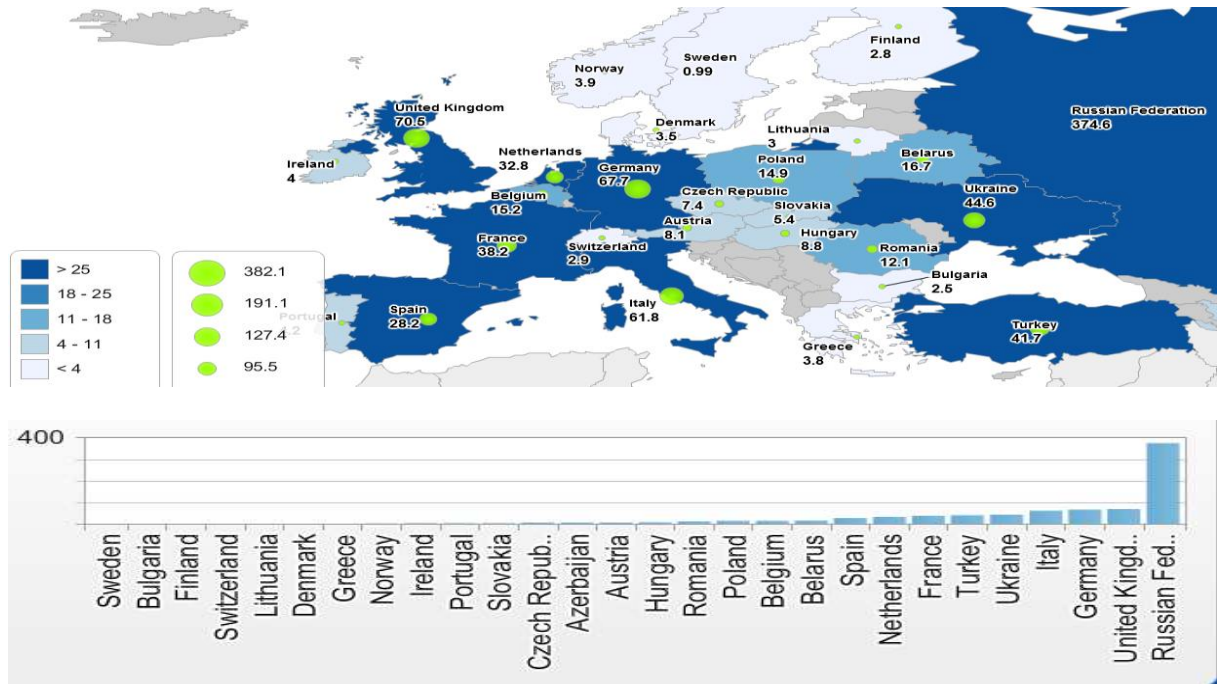 Finland
2.8
Sweden
0.99
Norway
3.9
Russian Federation
374.6
United Kingdom
70.5
Denmark
3.5
Lithuania
3
Netherlands
32.8
Ireland
4
Germany
67.7
Poland
14.9
Belarus
16.7
Belgium
15.2
Czech Republic
7.4
Ukraine
44.6
Slovakia
5.4
Austria
8.1
France
38.2
Switzerland
2.9
Hungary
8.8
Romania
12.1
Bulgaria
2.5
Portugal
Spain
28.2
Italy
61.8
Turkey
41.7
Greece
3.8
> 25
18 - 25
11 - 18
4 - 11
< 4
382.1
191.1
127.4
95.5
400
Sweden
Bulgaria
Finland
Switzerland
Lithuania
Denmark
Greece
Norway
Ireland
Portugal
Slovakia
Czech Repub..
Azerbaijan
Austria
Hungary
Romania
Poland
Belgium
Belarus
Spain
Netherlands
France
Turkey
Ukraine
Italy
Germany
United Kingd..
Russian Fed..